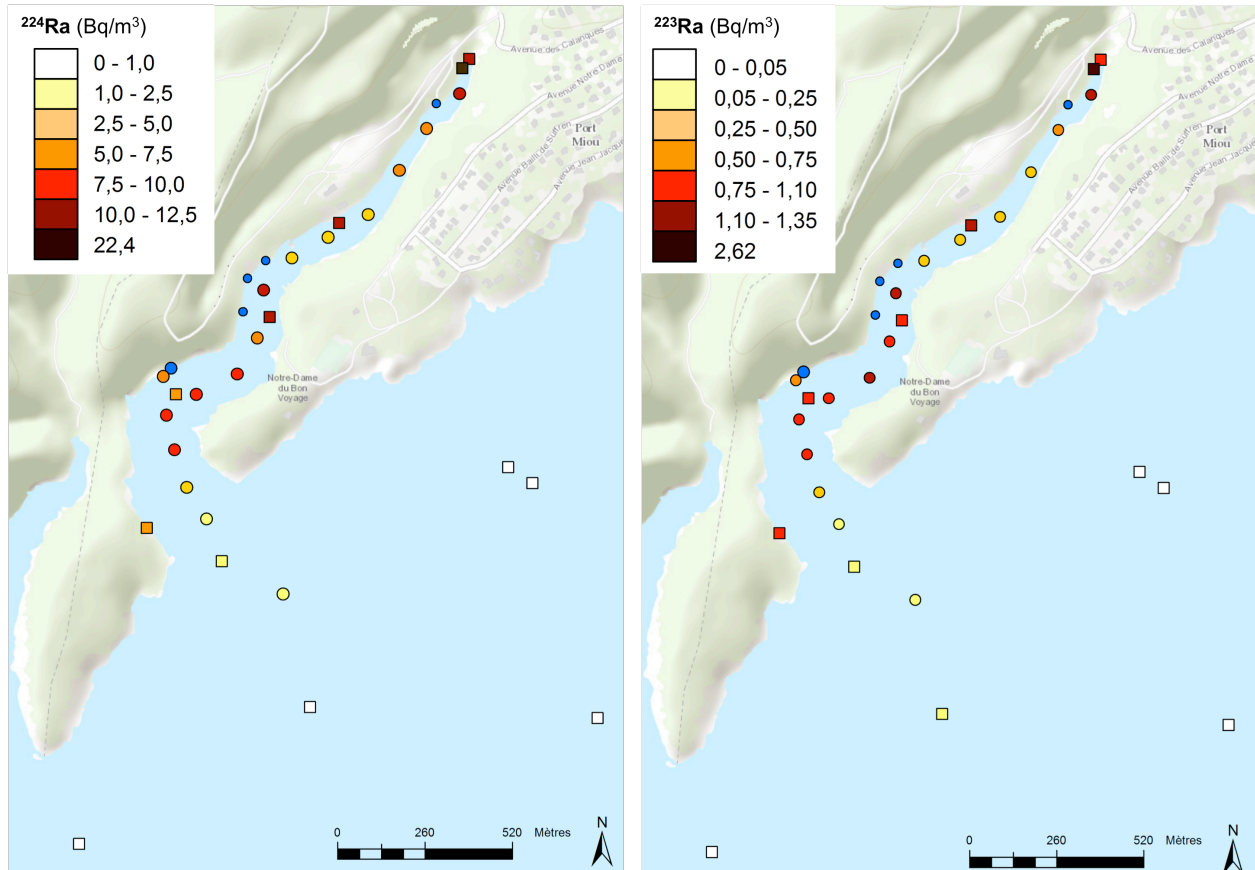 ²²⁴Ra (Bq/m³)
0 - 1,0
1,0 - 2,5
2,5 - 5,0
5,0 - 7,5
7,5 - 10,0
10,0 - 12,5
22,4
Avenue des Calanques
Avenue Notre Dame
Port
Miou
Avenue Bailli de Suffren
Avenue Jean Jacques
Notre-Dame
du Bon
Voyage
0 260 520 Mètres
N
²²³Ra (Bq/m³)
0 - 0,05
0,05 - 0,25
0,25 - 0,50
0,50 - 0,75
0,75 - 1,10
1,10 - 1,35
2,62
Avenue des Calanques
Avenue Notre Dame
Port
Miou
Avenue Bailli de Suffren
Avenue Jean Jacques
Notre-Dame
du Bon
Voyage
0 260 520 Mètres
N